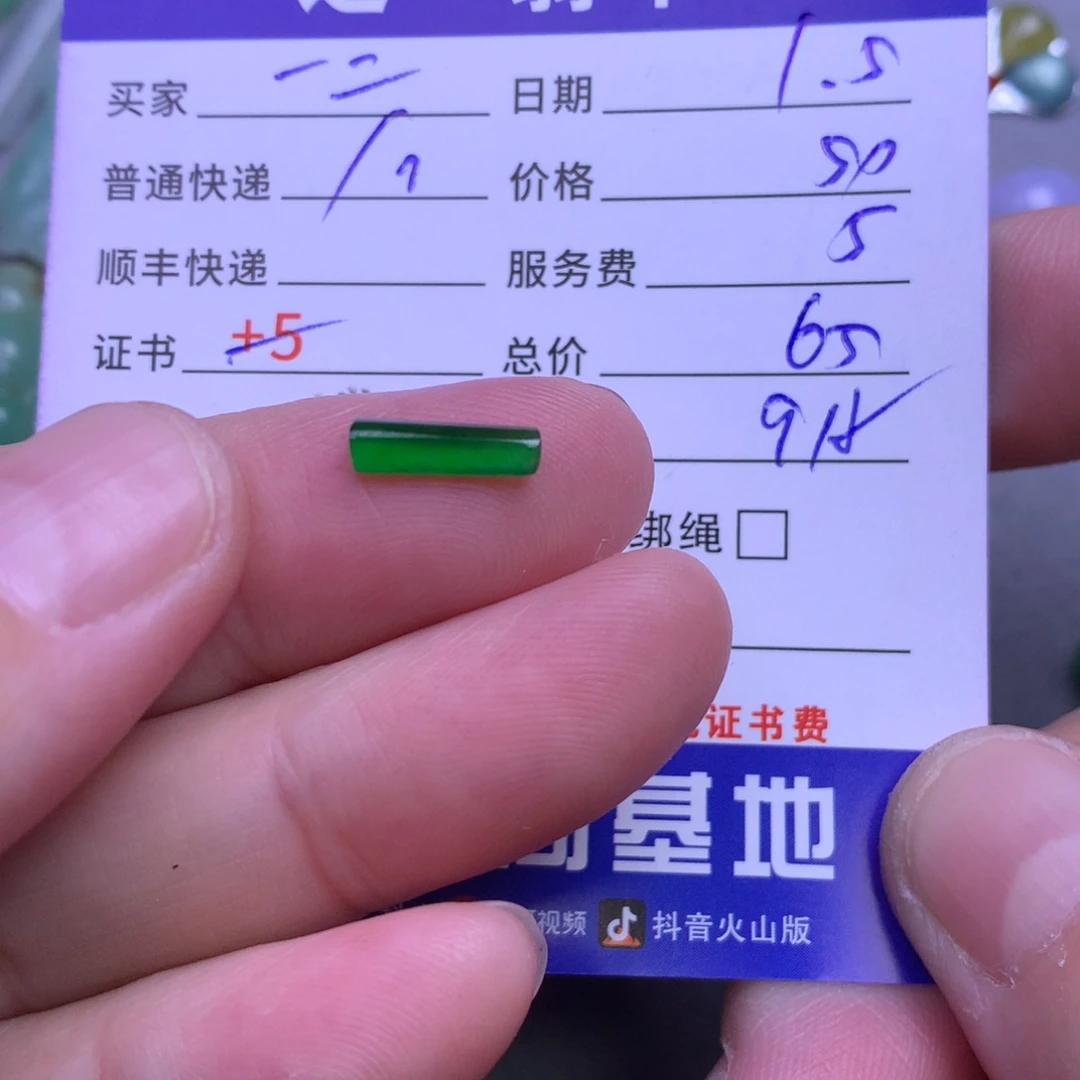 买家 一二 日期 1.5
普通快递 价格 50
顺丰快递 服务费 5
证书 +5 总价 65
绑绳
证书费
基地
视频 抖音火山版